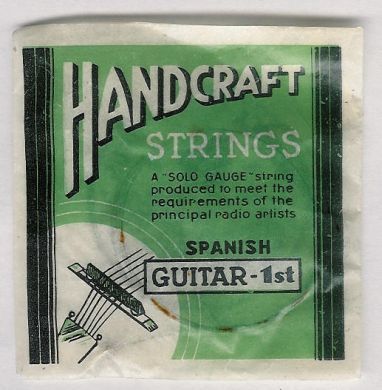 HANDCRAFT
STRINGS
A "SOLO GAUGE" string
produced to meet the
requirements of the
principal radio artists
SPANISH
GUITAR-1st